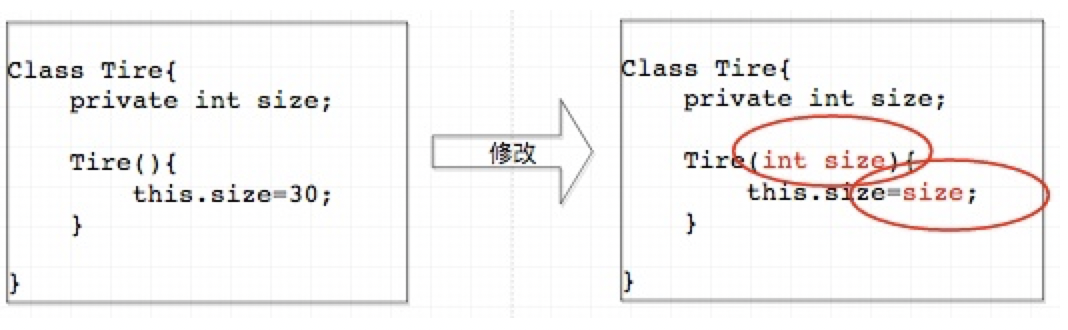 Class Tire{
private int size;
Tire(){
this.size=30;
}
}
修改
Class Tire{
private int size;
Tire(int size){
this.size=size;
}
}